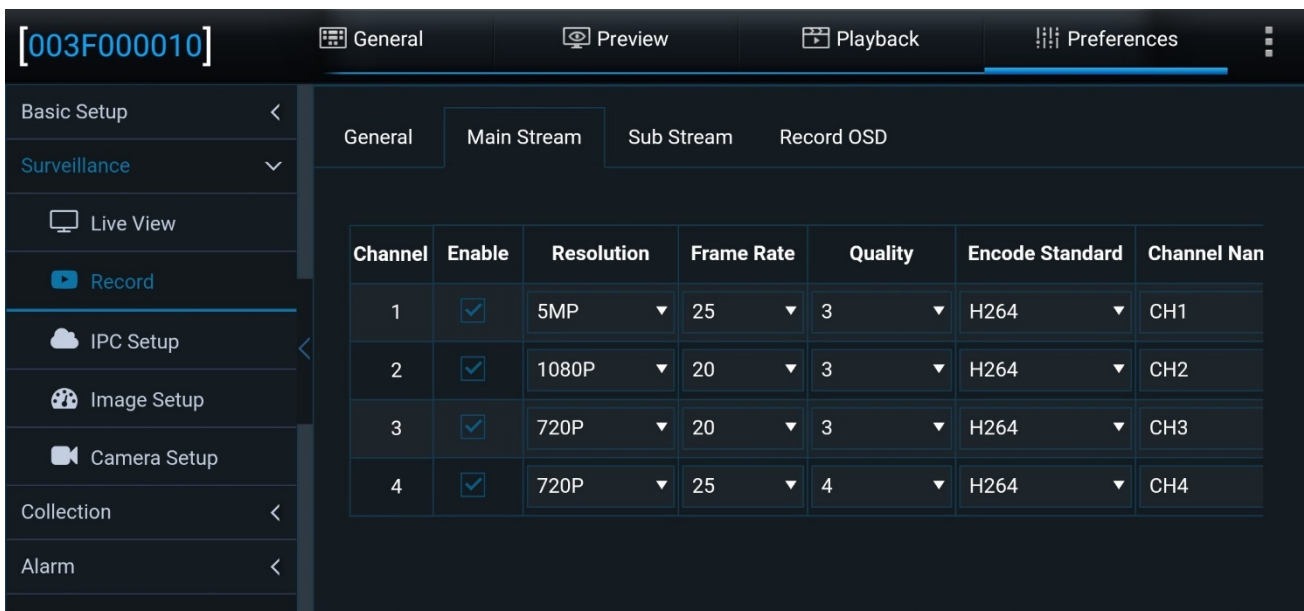 [003F000010]
General Preview Playback Preferences
Basic Setup
Surveillance
Live View
Record
IPC Setup
Image Setup
Camera Setup
Collection
Alarm
General Main Stream Sub Stream Record OSD
Channel Enable Resolution Frame Rate Quality Encode Standard Channel Nan
1 5MP 25 3 H264 CH1
2 1080P 20 3 H264 CH2
3 720P 20 3 H264 CH3
4 720P 25 4 H264 CH4